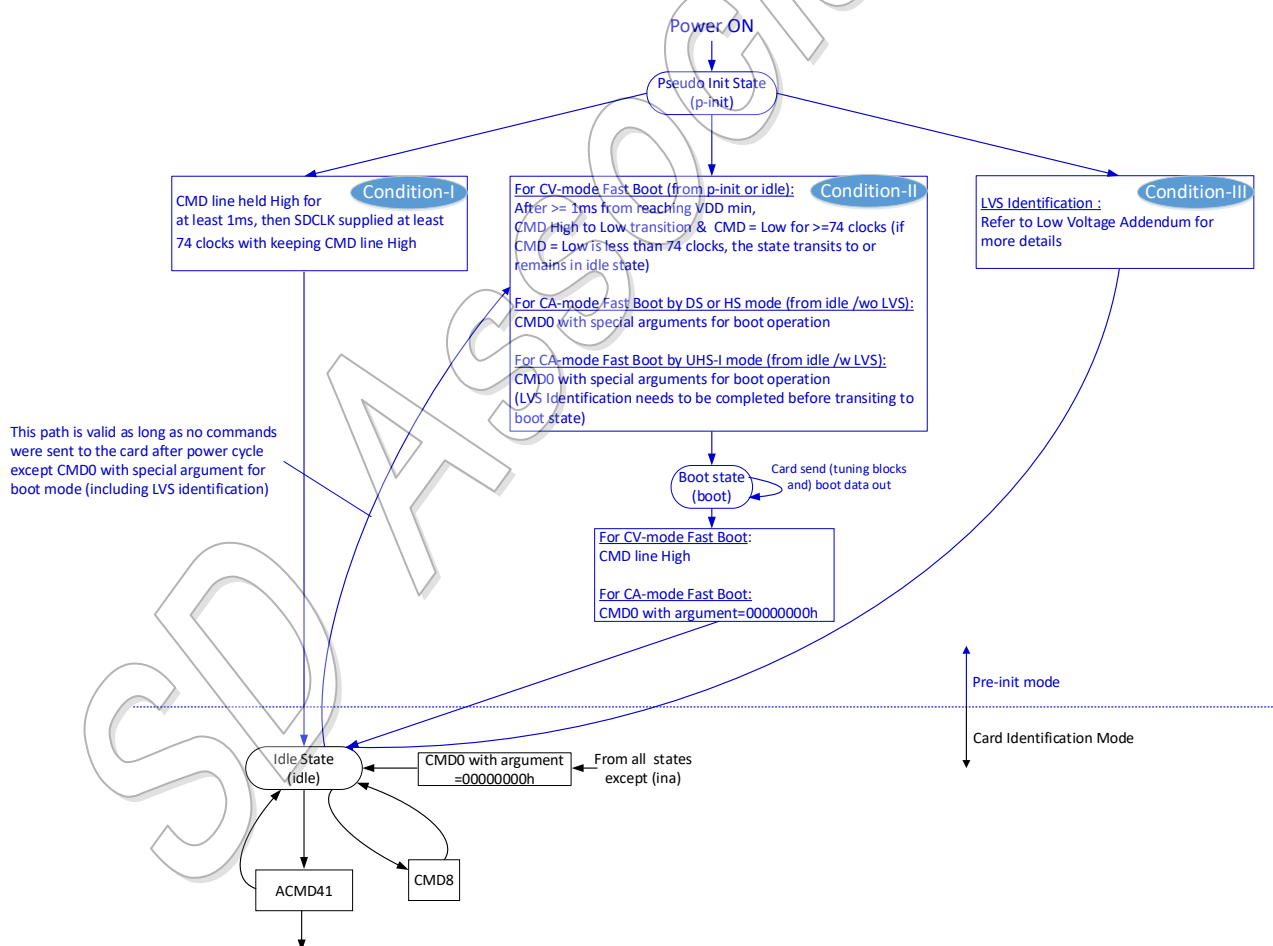 Power ON
Pseudo Init State
(p-init)
Condition-I
CMD line held High for
at least 1ms, then SDCLK supplied at least
74 clocks with keeping CMD line High
Condition-II
For CV-mode Fast Boot (from p-init or idle):
After >= 1ms from reaching VDD min,
CMD High to Low transition & CMD = Low for >=74 clocks (if
CMD = Low is less than 74 clocks, the state transits to or
remains in idle state)
For CA-mode Fast Boot by DS or HS mode (from idle /wo LVS):
CMD0 with special arguments for boot operation
For CA-mode Fast Boot by UHS-I mode (from idle /w LVS):
CMD0 with special arguments for boot operation
(LVS Identification needs to be completed before transiting to
boot state)
Condition-III
LVS Identification :
Refer to Low Voltage Addendum for
more details
This path is valid as long as no commands
were sent to the card after power cycle
except CMD0 with special argument for
boot mode (including LVS identification)
Boot state
(boot)
Card send (tuning blocks
and) boot data out
For CV-mode Fast Boot:
CMD line High
For CA-mode Fast Boot:
CMD0 with argument=00000000h
Pre-init mode
Card Identification Mode
Idle State
(idle)
CMD0 with argument
=00000000h
From all states
except (ina)
ACMD41
CMD8
SD Associ